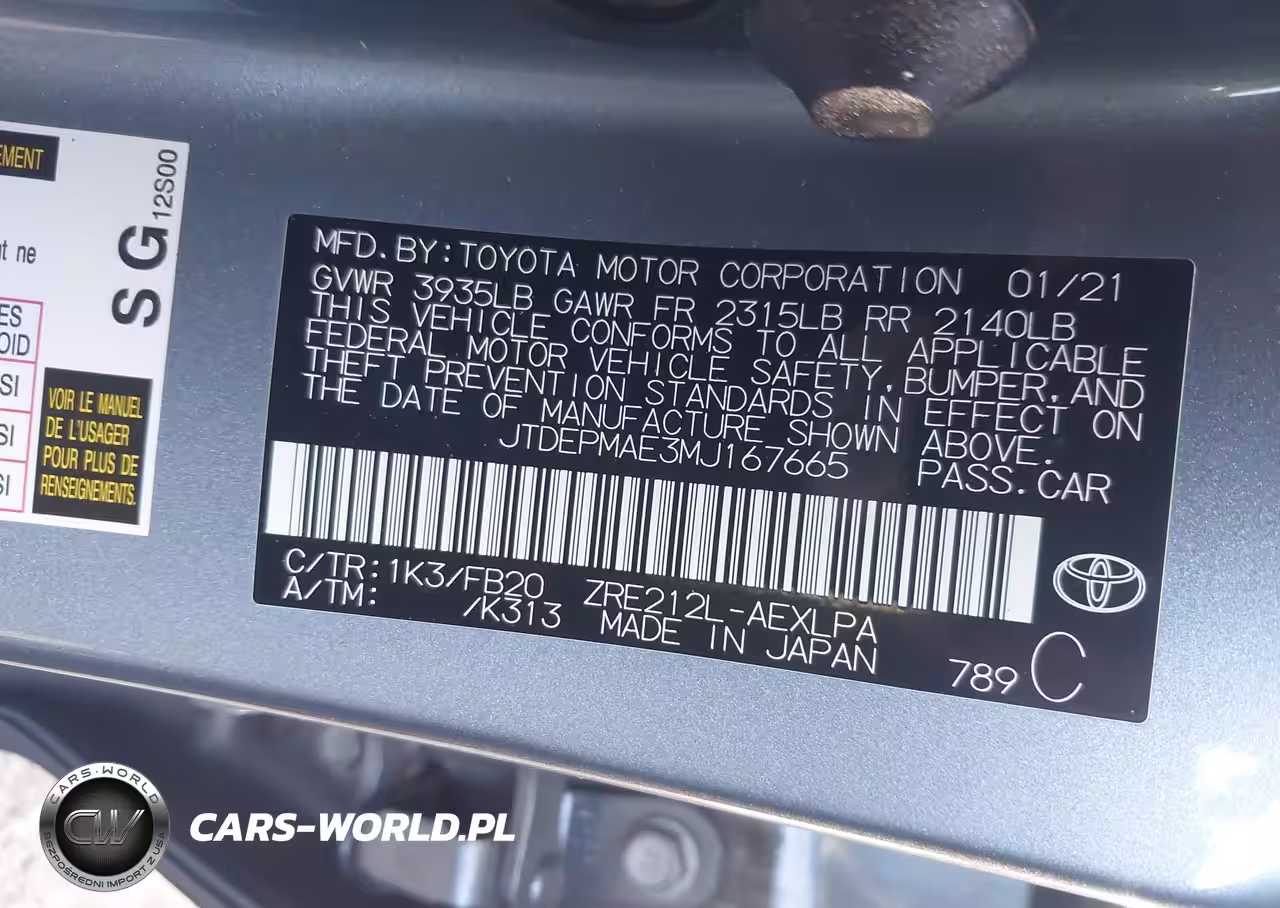 EMENT
nt ne
ES
OID
SI
SI
SI
S G 12S00
VOIR LE MANUEL
DE L'USAGER
POUR PLUS DE
RENSEIGNEMENTS.
MFD. BY: TOYOTA MOTOR CORPORATION 01/21
GVWR 3935LB GAWR FR 2315LB RR 2140LB
THIS VEHICLE CONFORMS TO ALL APPLICABLE
FEDERAL MOTOR VEHICLE SAFETY, BUMPER, AND
THEFT PREVENTION STANDARDS IN EFFECT ON
THE DATE OF MANUFACTURE SHOWN ABOVE.
JTDEPMAE3MJ167665 PASS. CAR
C/TR: 1K3/FB20 ZRE212L-AEXLPA
A/TM: /K313 MADE IN JAPAN
789 C
CARS-WORLD
CW
BEZPOŚREDNI IMPORT Z USA
CARS-WORLD.PL